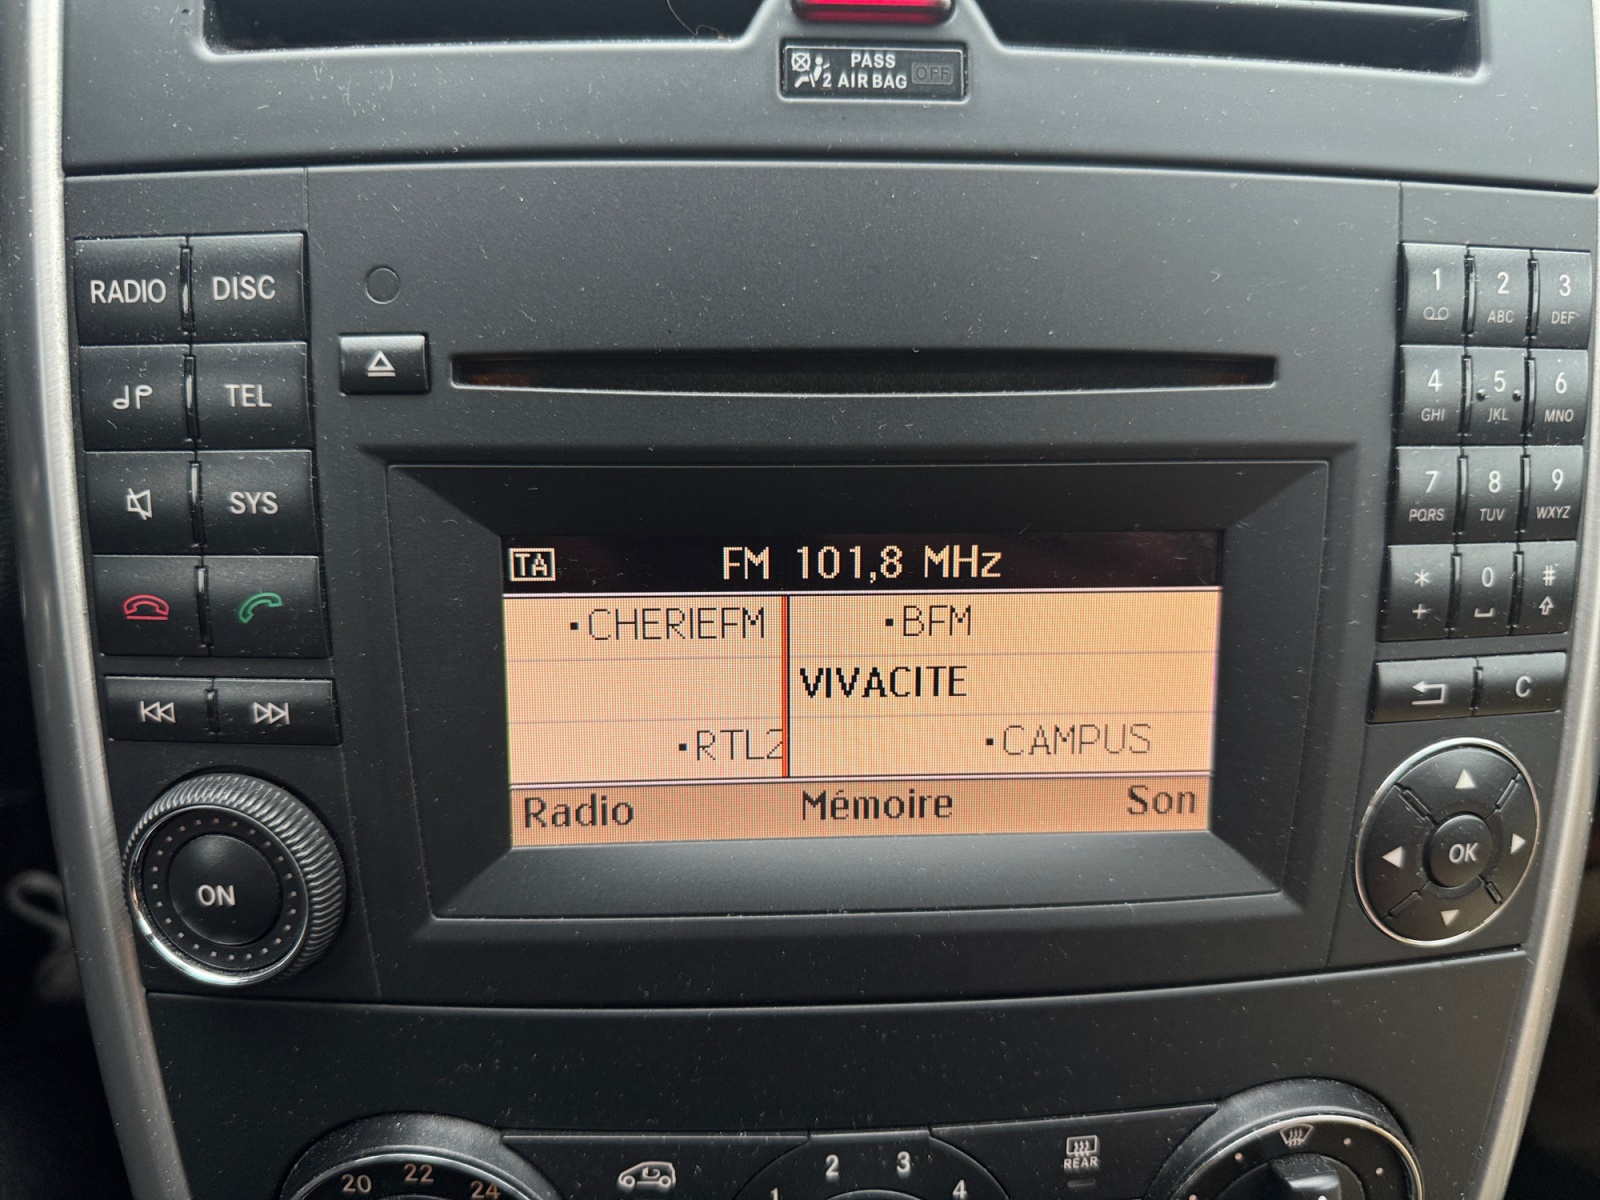 PASS
2 AIR BAG OFF
RADIO DISC
TEL
SYS
ON
1 2 ABC 3 DEF
4 GHI 5 JKL 6 MNO
7 PQRS 8 TUV 9 WXYZ
* + 0 #
C
OK
TA FM 101,8 MHz
CHERIEFM BFM
VIVACITE
RTL2 CAMPUS
Radio Mémoire Son
20 22 24
1 2 3 4
REAR